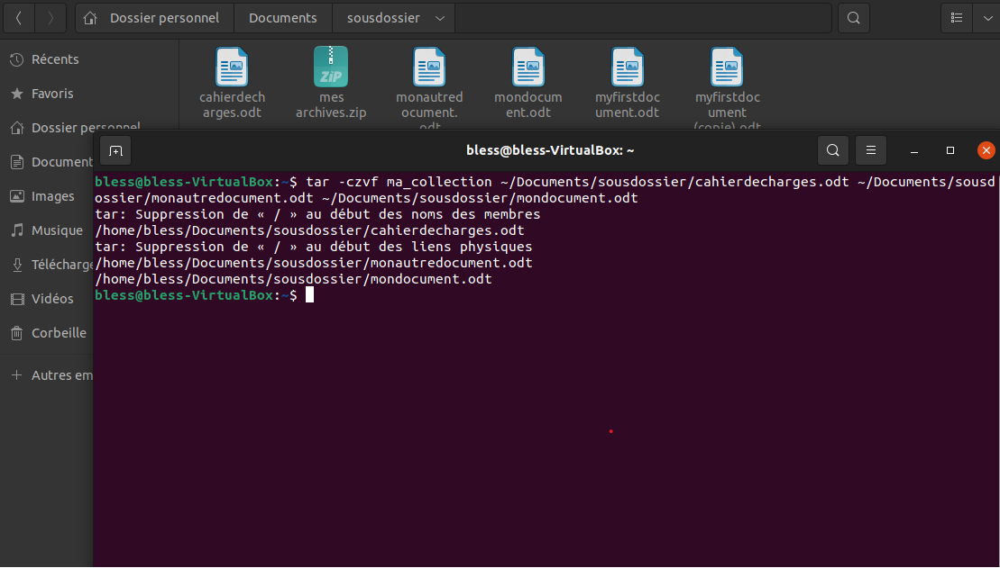 Dossier personnel Documents sousdossier
Récents
Favoris
Dossier personnel
Document
Images
Musique
Télécharge
Vidéos
Corbeille
Autres em
cahierdech
arges.odt
ZiP
mes
archives.zip
monautred
ocument.
odt
mondocum
ent.odt
myfirstdoc
ument.odt
myfirstdoc
ument
(copie).odt
bless@bless-VirtualBox: ~
bless@bless-VirtualBox:~$ tar -czvf ma_collection ~/Documents/sousdossier/cahierdecharges.odt ~/Documents/sousd
ossier/monautredocument.odt ~/Documents/sousdossier/mondocument.odt
tar: Suppression de « / » au début des noms des membres
/home/bless/Documents/sousdossier/cahierdecharges.odt
tar: Suppression de « / » au début des liens physiques
/home/bless/Documents/sousdossier/monautredocument.odt
/home/bless/Documents/sousdossier/mondocument.odt
bless@bless-VirtualBox:~$